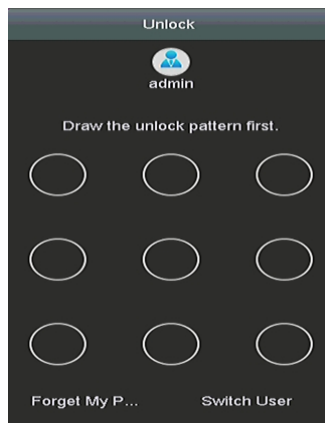 Unlock
admin
Draw the unlock pattern first.
Forget My P... Switch User